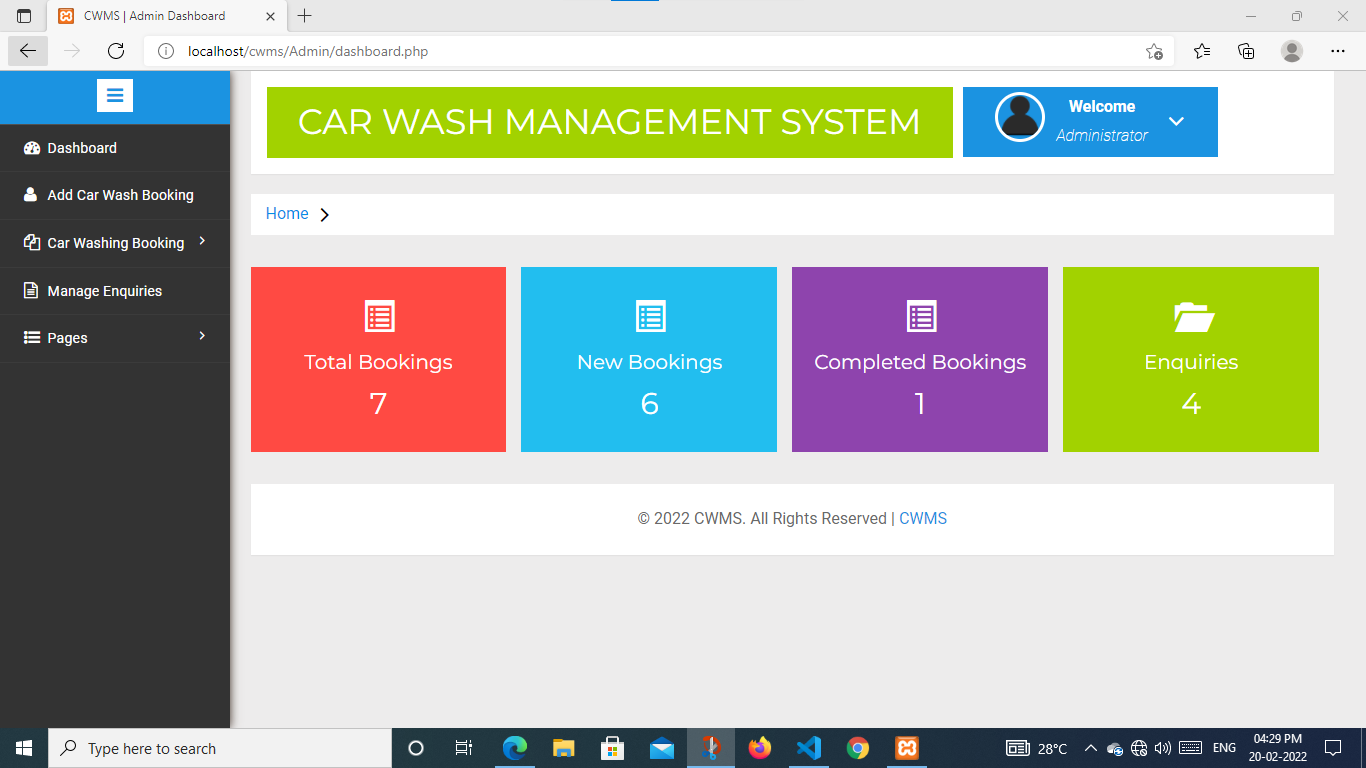 CWMS | Admin Dashboard
localhost/cwms/Admin/dashboard.php
CAR WASH MANAGEMENT SYSTEM
Welcome
Administrator
Dashboard
Add Car Wash Booking
Car Washing Booking
Manage Enquiries
Pages
Home
Total Bookings
7
New Bookings
6
Completed Bookings
1
Enquiries
4
© 2022 CWMS. All Rights Reserved | CWMS
Type here to search
28°C
ENG
04:29 PM
20-02-2022